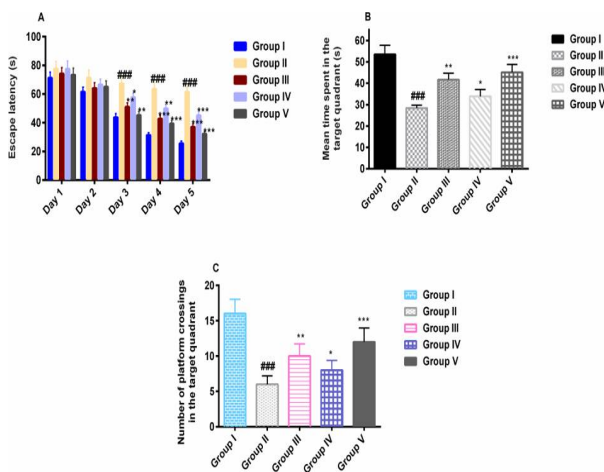 A
Escape latency (s)
100
80
60
40
20
0
###
###
###
**
*
**
***
**
***
***
***
***
***
Day 1
Day 2
Day 3
Day 4
Day 5
Group I
Group II
Group III
Group IV
Group V
B
Mean time spent in the
target quadrant (s)
60
50
40
30
20
10
0
###
**
*
***
Group I
Group II
Group III
Group IV
Group V
Group I
Group II
Group III
Group IV
Group V
C
Number of platform crossings
in the target quadrant
20
15
10
5
0
###
**
*
***
Group I
Group II
Group III
Group IV
Group V
Group I
Group II
Group III
Group IV
Group V